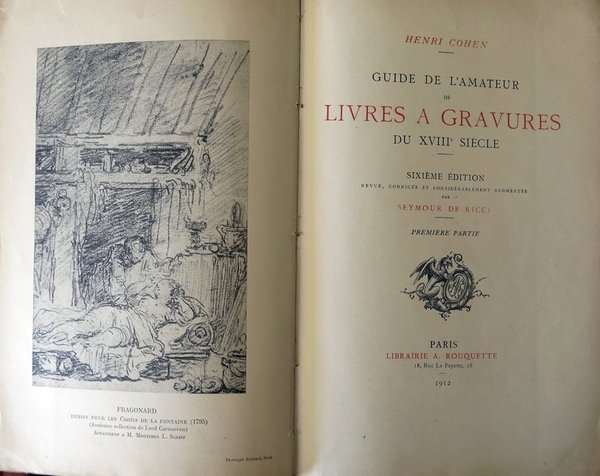 FRAGONARD
DESSIN POUR LES Contes DE LA FONTAINE (1795)
(Ancienne collection de Lord Carnarvon)
APPARTIENT A M. MORTIMER L. SCHIFF
HENRI COHEN
GUIDE DE L'AMATEUR
DE
LIVRES A GRAVURES
DU XVIIIe SIÈCLE
SIXIÈME ÉDITION
REVUE, CORRIGÉE ET CONSIDÉRABLEMENT AUGMENTÉE
PAR
SEYMOUR DE RICCI
PREMIÈRE PARTIE
PARIS
LIBRAIRIE A. ROUQUETTE
18, Rue La Fayette, 18
1912